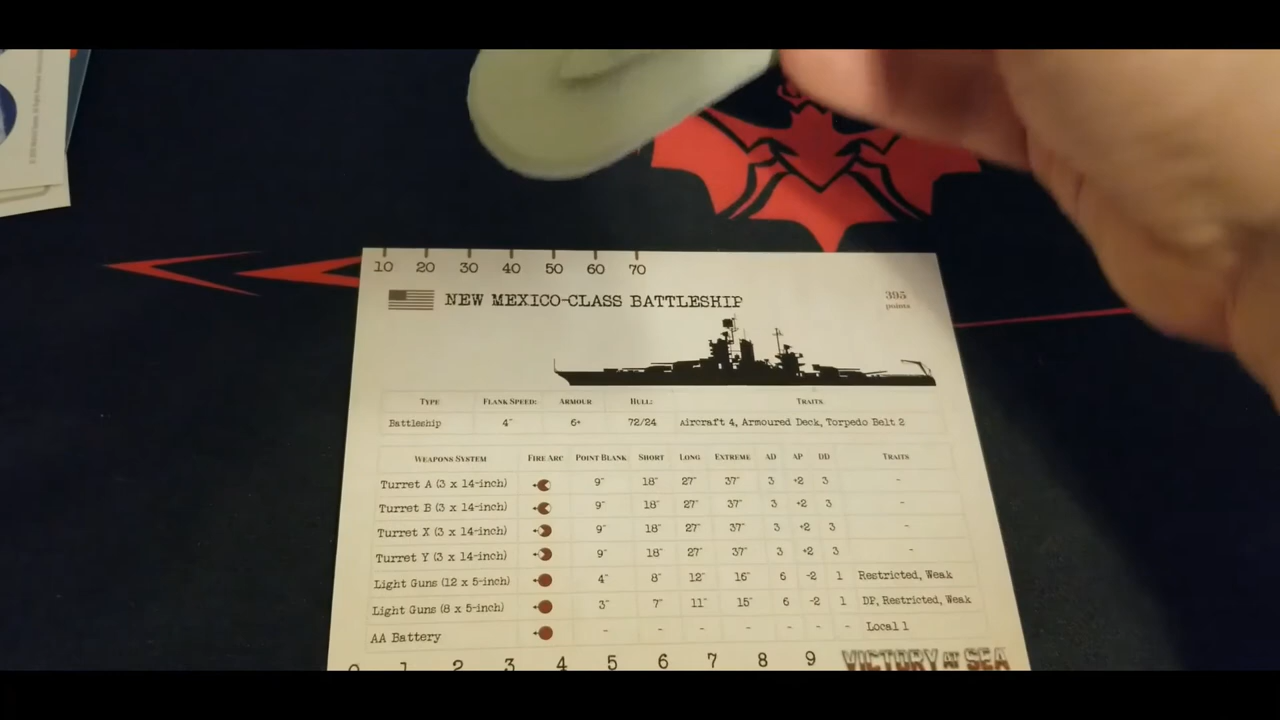 10 20 30 40 50 60 70
NEW MEXICO-CLASS BATTLESHIP
395
points
TYPE FLANK SPEED: ARMOUR HULL: TRAITS
Battleship 4" 6+ 72/24 Aircraft 4, Armoured Deck, Torpedo Belt 2
WEAPONS SYSTEM FIRE ARC POINT BLANK SHORT LONG EXTREME AD AP DD TRAITS
Turret A (3 x 14-inch) 9" 18" 27" 37" 3 +2 3 -
Turret B (3 x 14-inch) 9" 18" 27" 37" 3 +2 3 -
Turret X (3 x 14-inch) 9" 18" 27" 37" 3 +2 3 -
Turret Y (3 x 14-inch) 9" 18" 27" 37" 3 +2 3 -
Light Guns (12 x 5-inch) 4" 8" 12" 16" 6 -2 1 Restricted, Weak
Light Guns (8 x 5-inch) 3" 7" 11" 15" 6 -2 1 DP, Restricted, Weak
AA Battery - - - - - - - Local 1
0 1 2 3 4 5 6 7 8 9 VICTORY AT SEA